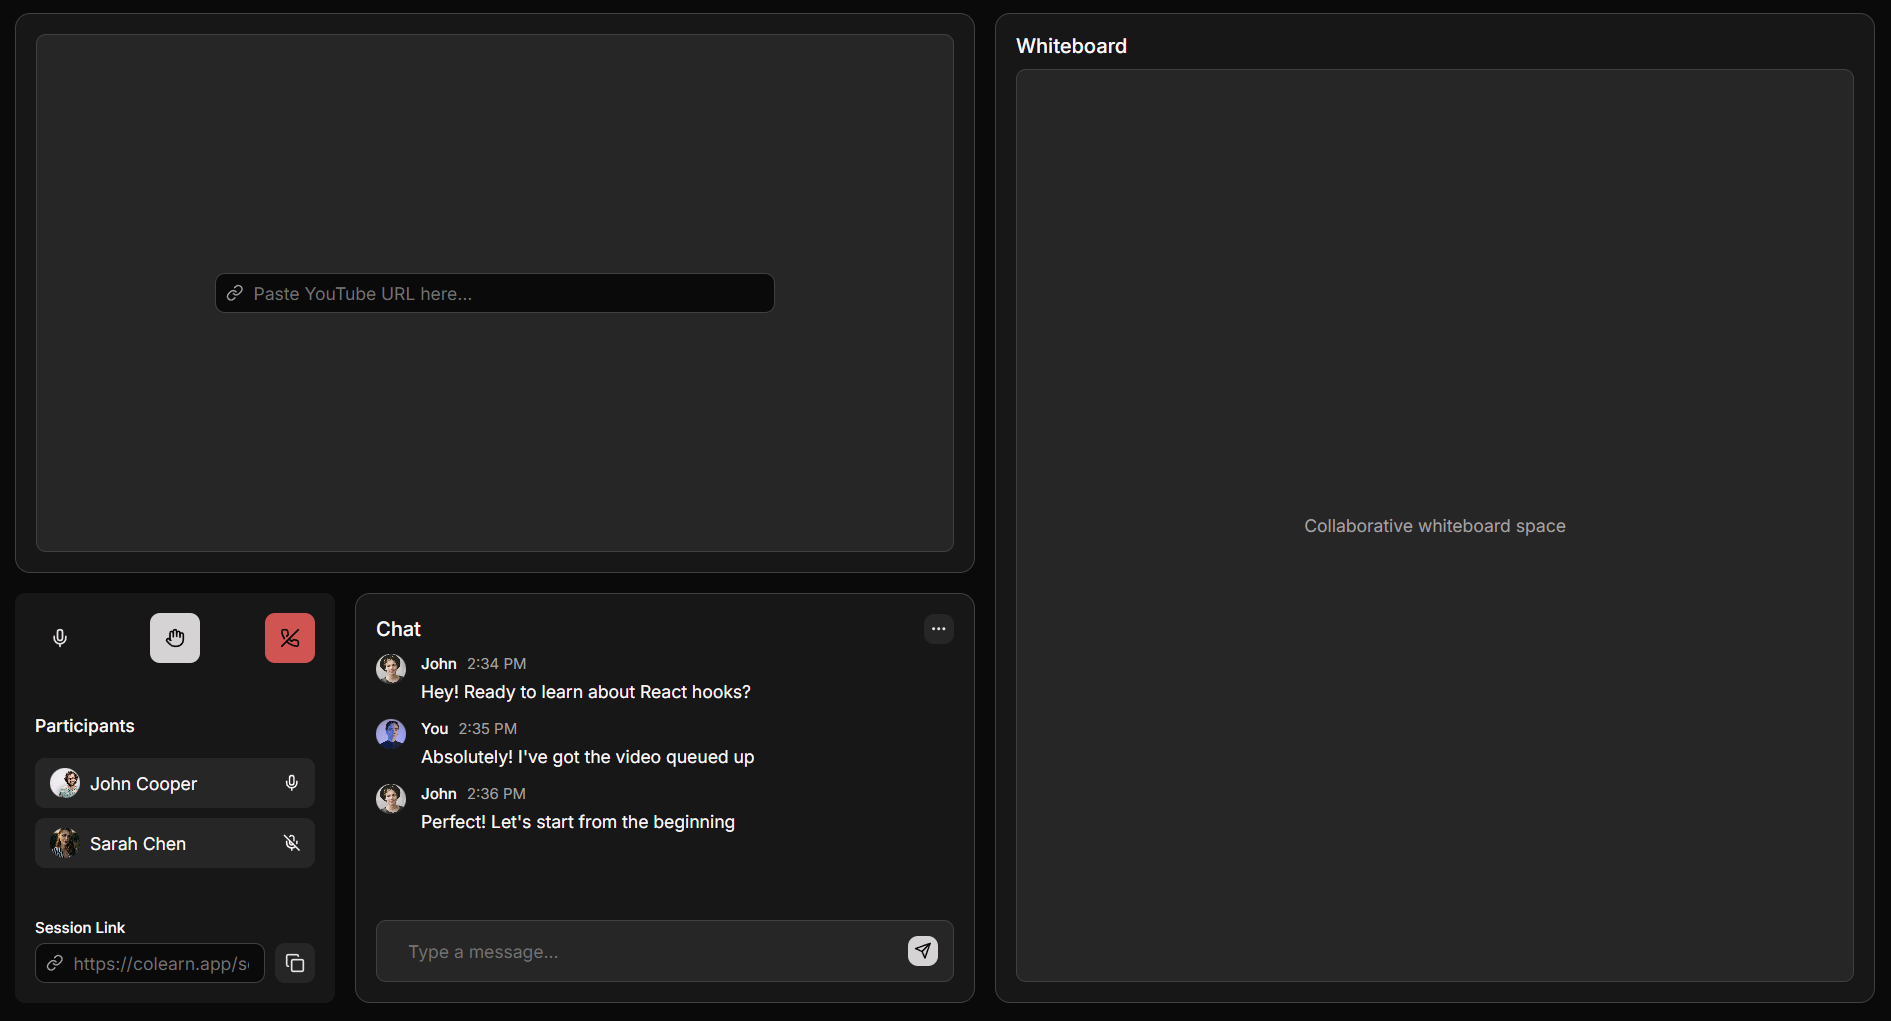 Paste YouTube URL here...
Whiteboard
Collaborative whiteboard space
Participants
John Cooper
Sarah Chen
Session Link
https://colearn.app/s
Chat
John 2:34 PM
Hey! Ready to learn about React hooks?
You 2:35 PM
Absolutely! I've got the video queued up
John 2:36 PM
Perfect! Let's start from the beginning
Type a message...